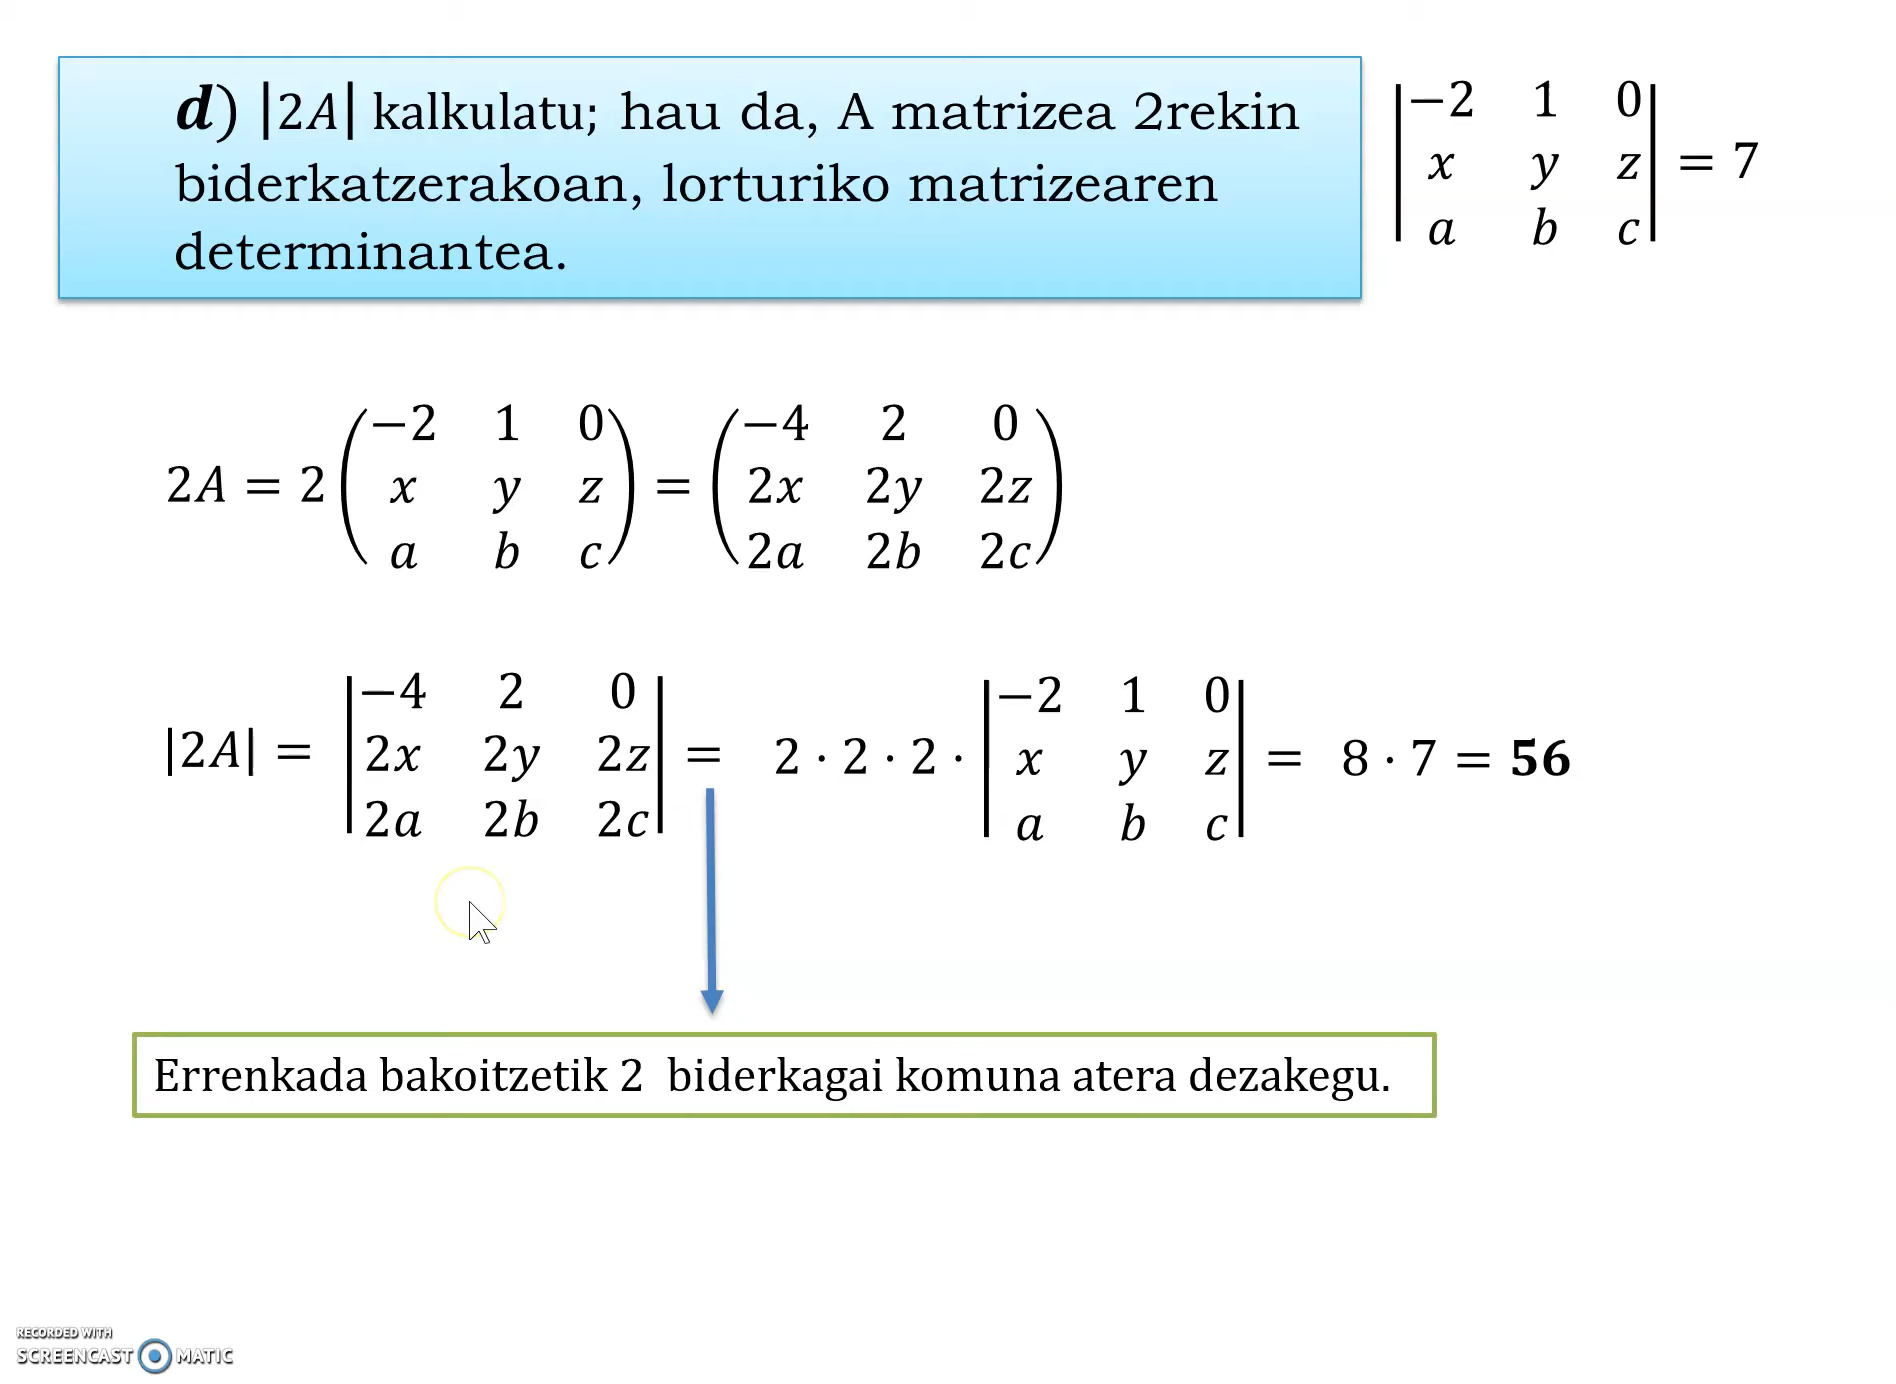 d) |2A| kalkulatu; hau da, A matrizea 2rekin
biderkatzerakoan, lorturiko matrizearen
determinantea.
|−2 1 0|
|x y z| = 7
|a b c|
(−2 1 0) (−4 2 0)
2A = 2 (x y z) = (2x 2y 2z)
(a b c) (2a 2b 2c)
|−4 2 0| |−2 1 0|
|2A| = |2x 2y 2z| = 2 · 2 · 2 · |x y z| = 8 · 7 = 56
|2a 2b 2c| |a b c|
Errenkada bakoitzetik 2 biderkagai komuna atera dezakegu.
RECORDED WITH
SCREENCAST MATIC